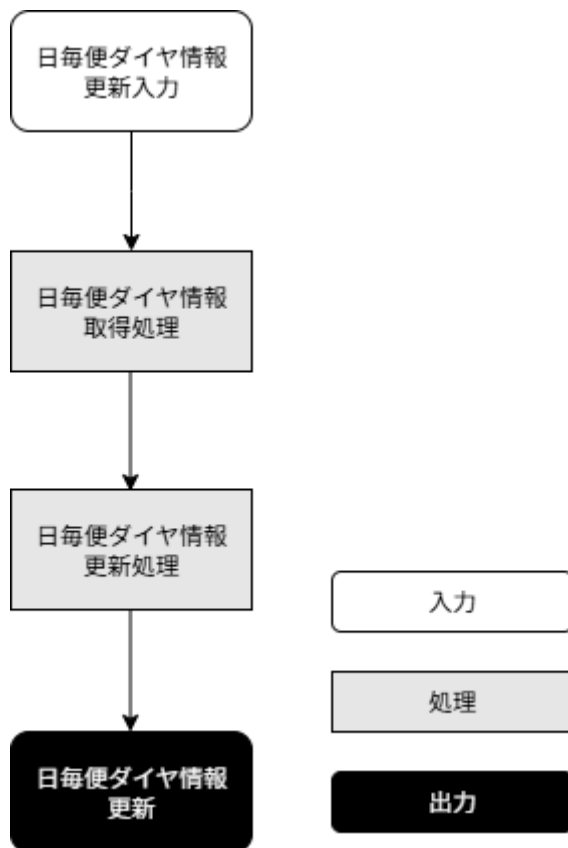 日毎便ダイヤ情報
更新入力
日毎便ダイヤ情報
取得処理
日毎便ダイヤ情報
更新処理
日毎便ダイヤ情報
更新
入力
処理
出力